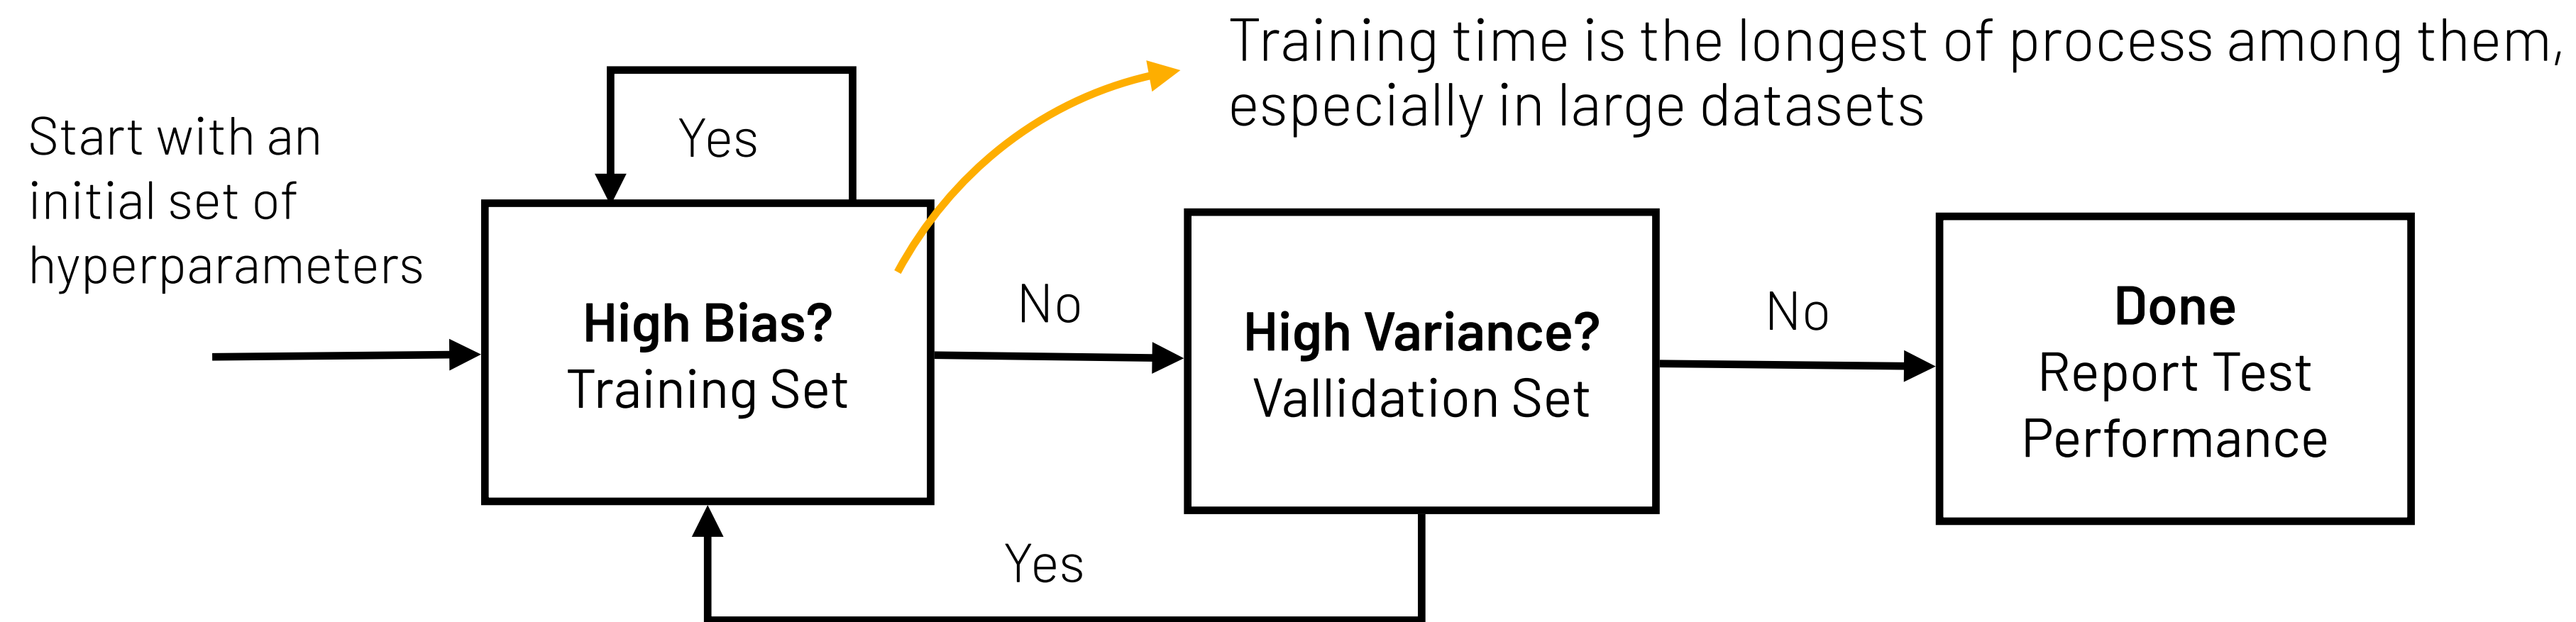 Training time is the longest of process among them,
especially in large datasets
Start with an
initial set of
hyperparameters
Yes
High Bias?
Training Set
No
High Variance?
Vallidation Set
No
Done
Report Test
Performance
Yes